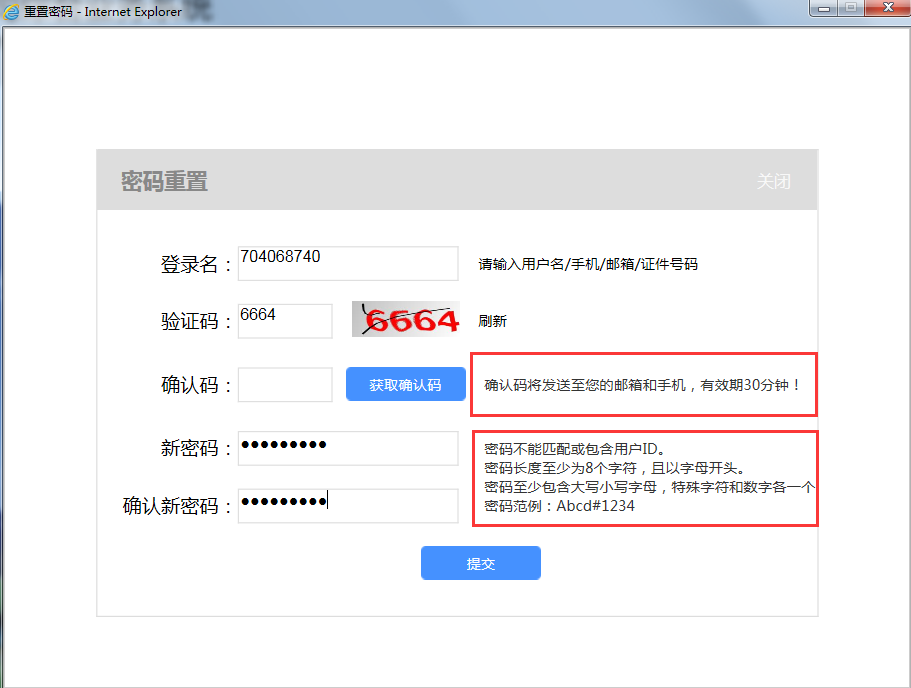 重置密码 - Internet Explorer
密码重置
关闭
登录名：
704068740
请输入用户名/手机/邮箱/证件号码
验证码：
6664
6664
刷新
确认码：
获取确认码
确认码将发送至您的邮箱和手机，有效期30分钟！
新密码：
●●●●●●●●●
密码不能匹配或包含用户ID。
密码长度至少为8个字符，且以字母开头。
密码至少包含大写小写字母，特殊字符和数字各一个
密码范例：Abcd#1234
确认新密码：
●●●●●●●●●
提交